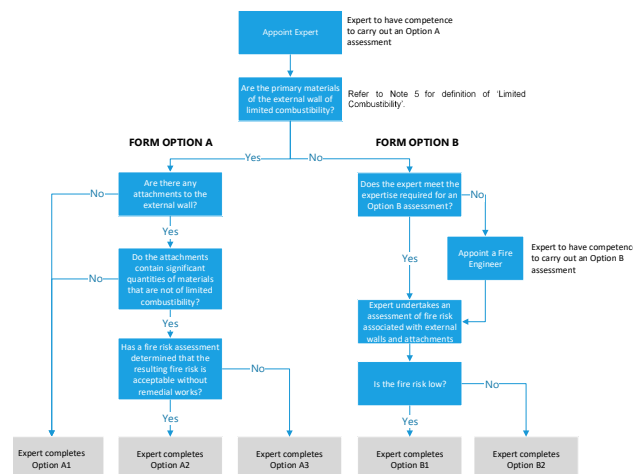 Appoint Expert
Expert to have competence
to carry out an Option A
assessment
Are the primary materials
of the external wall of
limited combustibility?
Refer to Note 5 for definition of 'Limited
Combustibility'.
FORM OPTION A
FORM OPTION B
Yes
No
Are there any
attachments to the
external wall?
No
Does the expert meet the
expertise required for an
Option B assessment?
No
Yes
Do the attachments
contain significant
quantities of materials
that are not of limited
combustibility?
No
Yes
Appoint a Fire
Engineer
Expert to have competence
to carry out an Option B
assessment
Yes
Expert undertakes an
assessment of fire risk
associated with external
walls and attachments
Has a fire risk assessment
determined that the
resulting fire risk is
acceptable without
remedial works?
No
Is the fire risk low?
No
Yes
Yes
Expert completes
Option A1
Expert completes
Option A2
Expert completes
Option A3
Expert completes
Option B1
Expert completes
Option B2